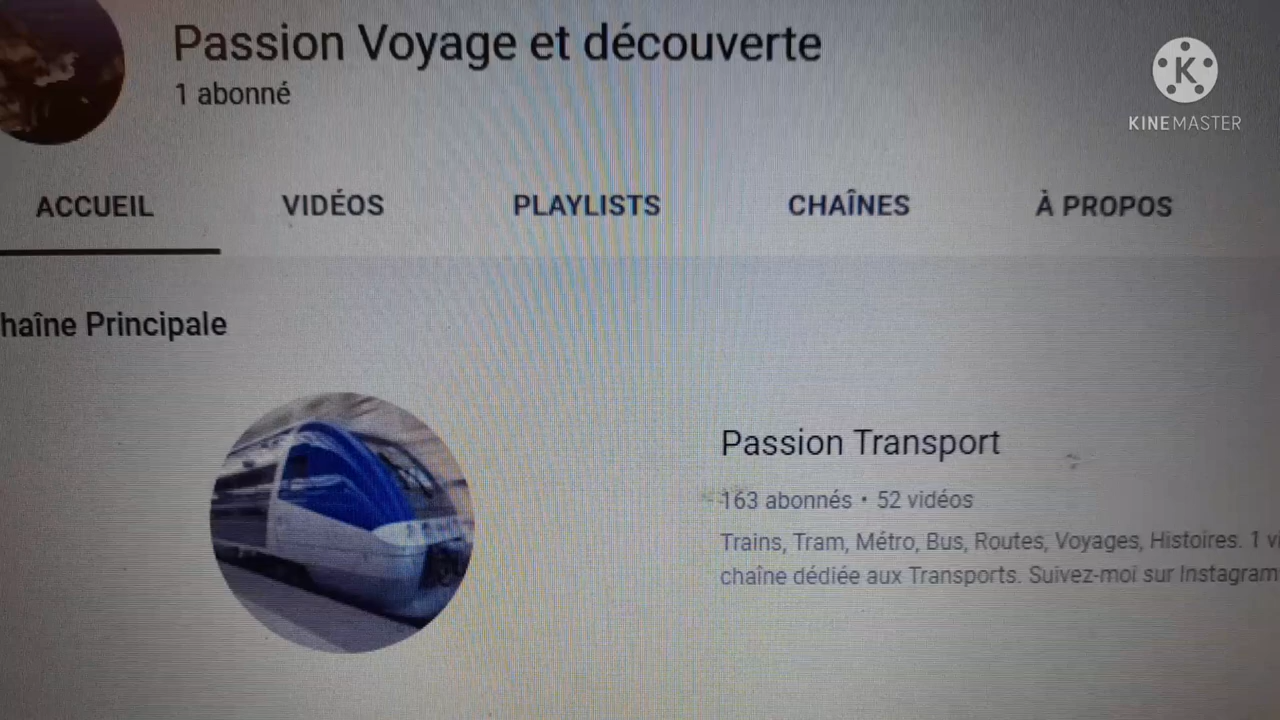 Passion Voyage et découverte
1 abonné
KINEMASTER
ACCUEIL VIDÉOS PLAYLISTS CHAÎNES À PROPOS
haîne Principale
Passion Transport
163 abonnés • 52 vidéos
Trains, Tram, Métro, Bus, Routes, Voyages, Histoires. 1 vi
chaîne dédiée aux Transports. Suivez-moi sur Instagram